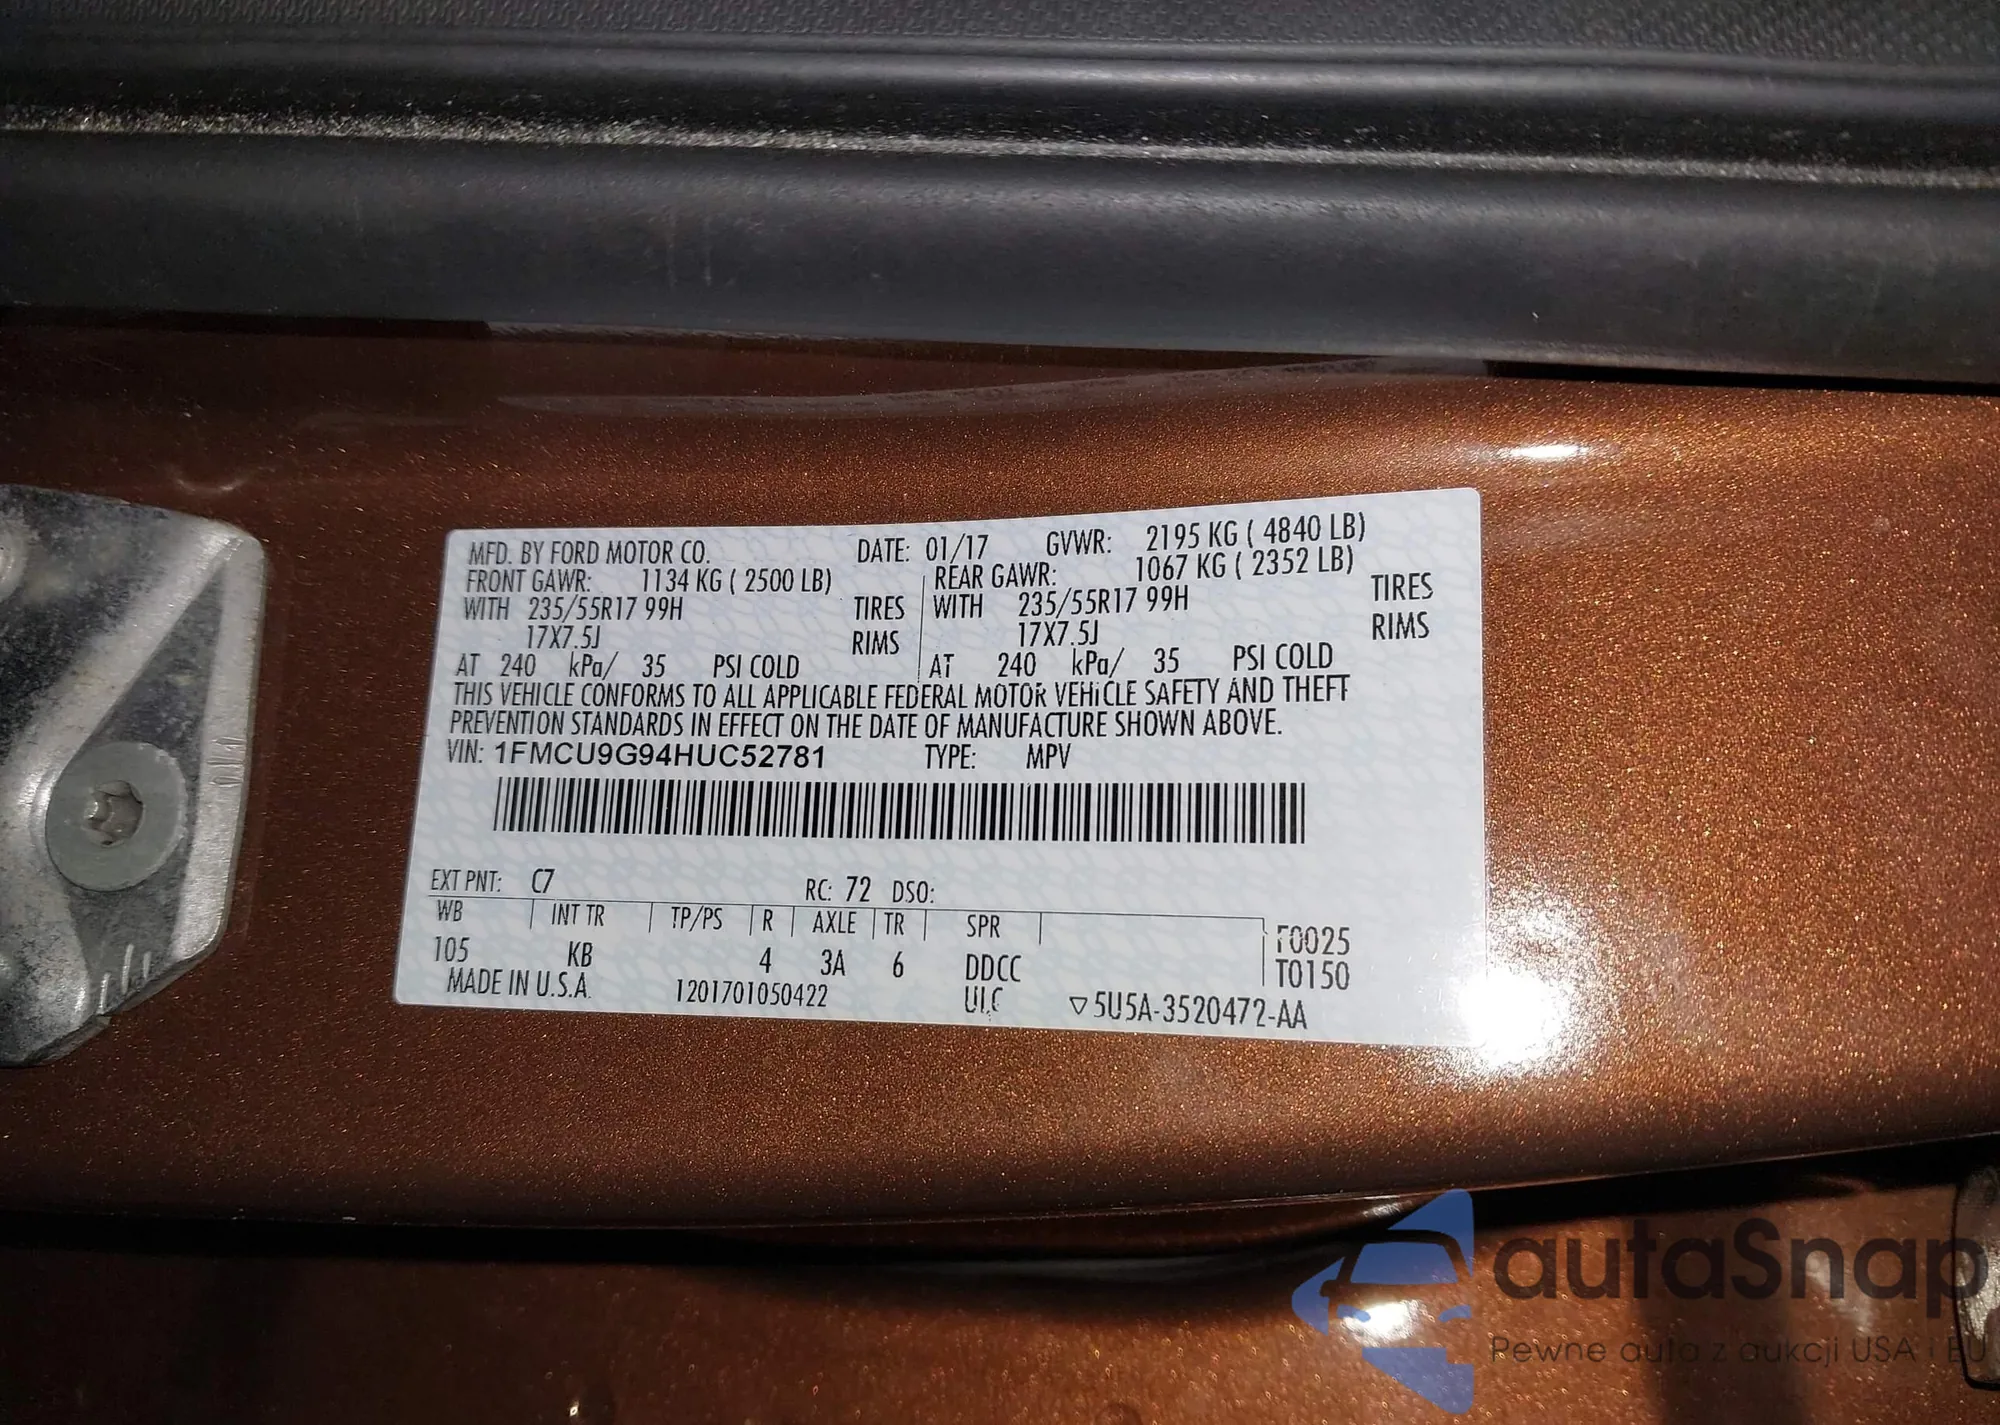 MFD. BY FORD MOTOR CO. DATE: 01/17 GVWR: 2195 KG ( 4840 LB)
FRONT GAWR: 1134 KG ( 2500 LB) REAR GAWR: 1067 KG ( 2352 LB)
WITH 235/55R17 99H TIRES WITH 235/55R17 99H TIRES
17X7.5J RIMS 17X7.5J RIMS
AT 240 kPa/ 35 PSI COLD AT 240 kPa/ 35 PSI COLD
THIS VEHICLE CONFORMS TO ALL APPLICABLE FEDERAL MOTOR VEHICLE SAFETY AND THEFT
PREVENTION STANDARDS IN EFFECT ON THE DATE OF MANUFACTURE SHOWN ABOVE.
VIN: 1FMCU9G94HUC52781 TYPE: MPV
EXT PNT: C7 RC: 72 DSO:
WB INT TR TP/PS R AXLE TR SPR
F0025
105 KB 4 3A 6 DDCC T0150
MADE IN U.S.A. 1201701050422 ULC ▽5U5A-3520472-AA
autaSnap
Pewne auta z aukcji USA i EU